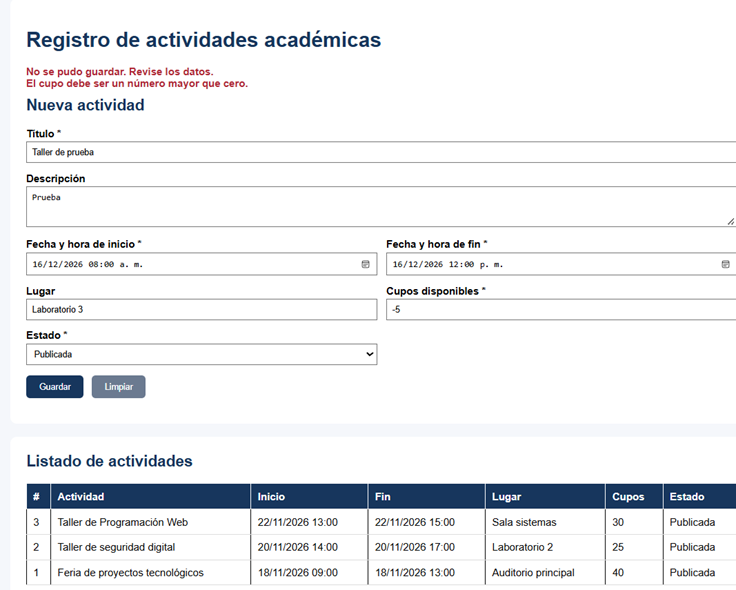 Registro de actividades académicas
No se pudo guardar. Revise los datos.
El cupo debe ser un número mayor que cero.
Nueva actividad
Título *
Taller de prueba
Descripción
Prueba
Fecha y hora de inicio * Fecha y hora de fin *
16/12/2026 08:00 a. m. 16/12/2026 12:00 p. m.
Lugar Cupos disponibles *
Laboratorio 3 -5
Estado *
Publicada
Guardar Limpiar
Listado de actividades
# Actividad Inicio Fin Lugar Cupos Estado
3 Taller de Programación Web 22/11/2026 13:00 22/11/2026 15:00 Sala sistemas 30 Publicada
2 Taller de seguridad digital 20/11/2026 14:00 20/11/2026 17:00 Laboratorio 2 25 Publicada
1 Feria de proyectos tecnológicos 18/11/2026 09:00 18/11/2026 13:00 Auditorio principal 40 Publicada